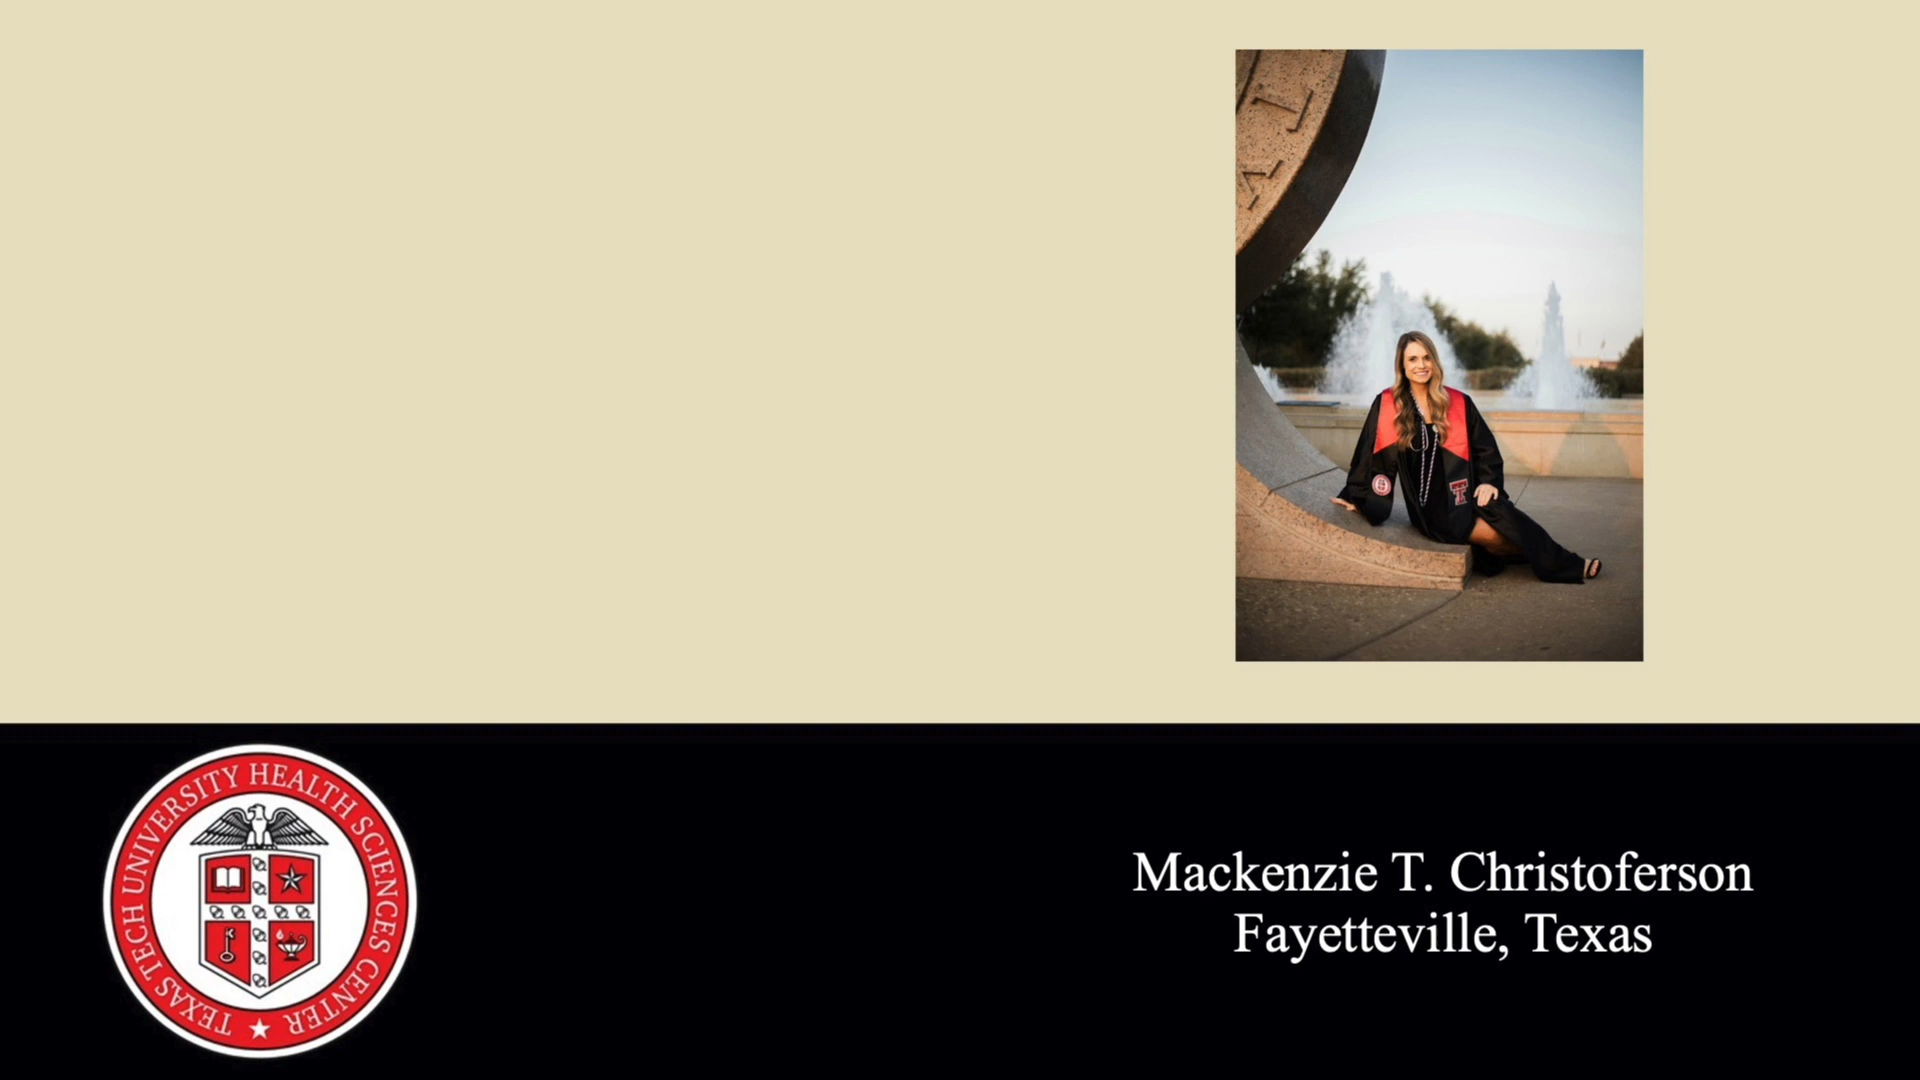 TEXAS TECH UNIVERSITY HEALTH SCIENCES CENTER
Mackenzie T. Christoferson
Fayetteville, Texas